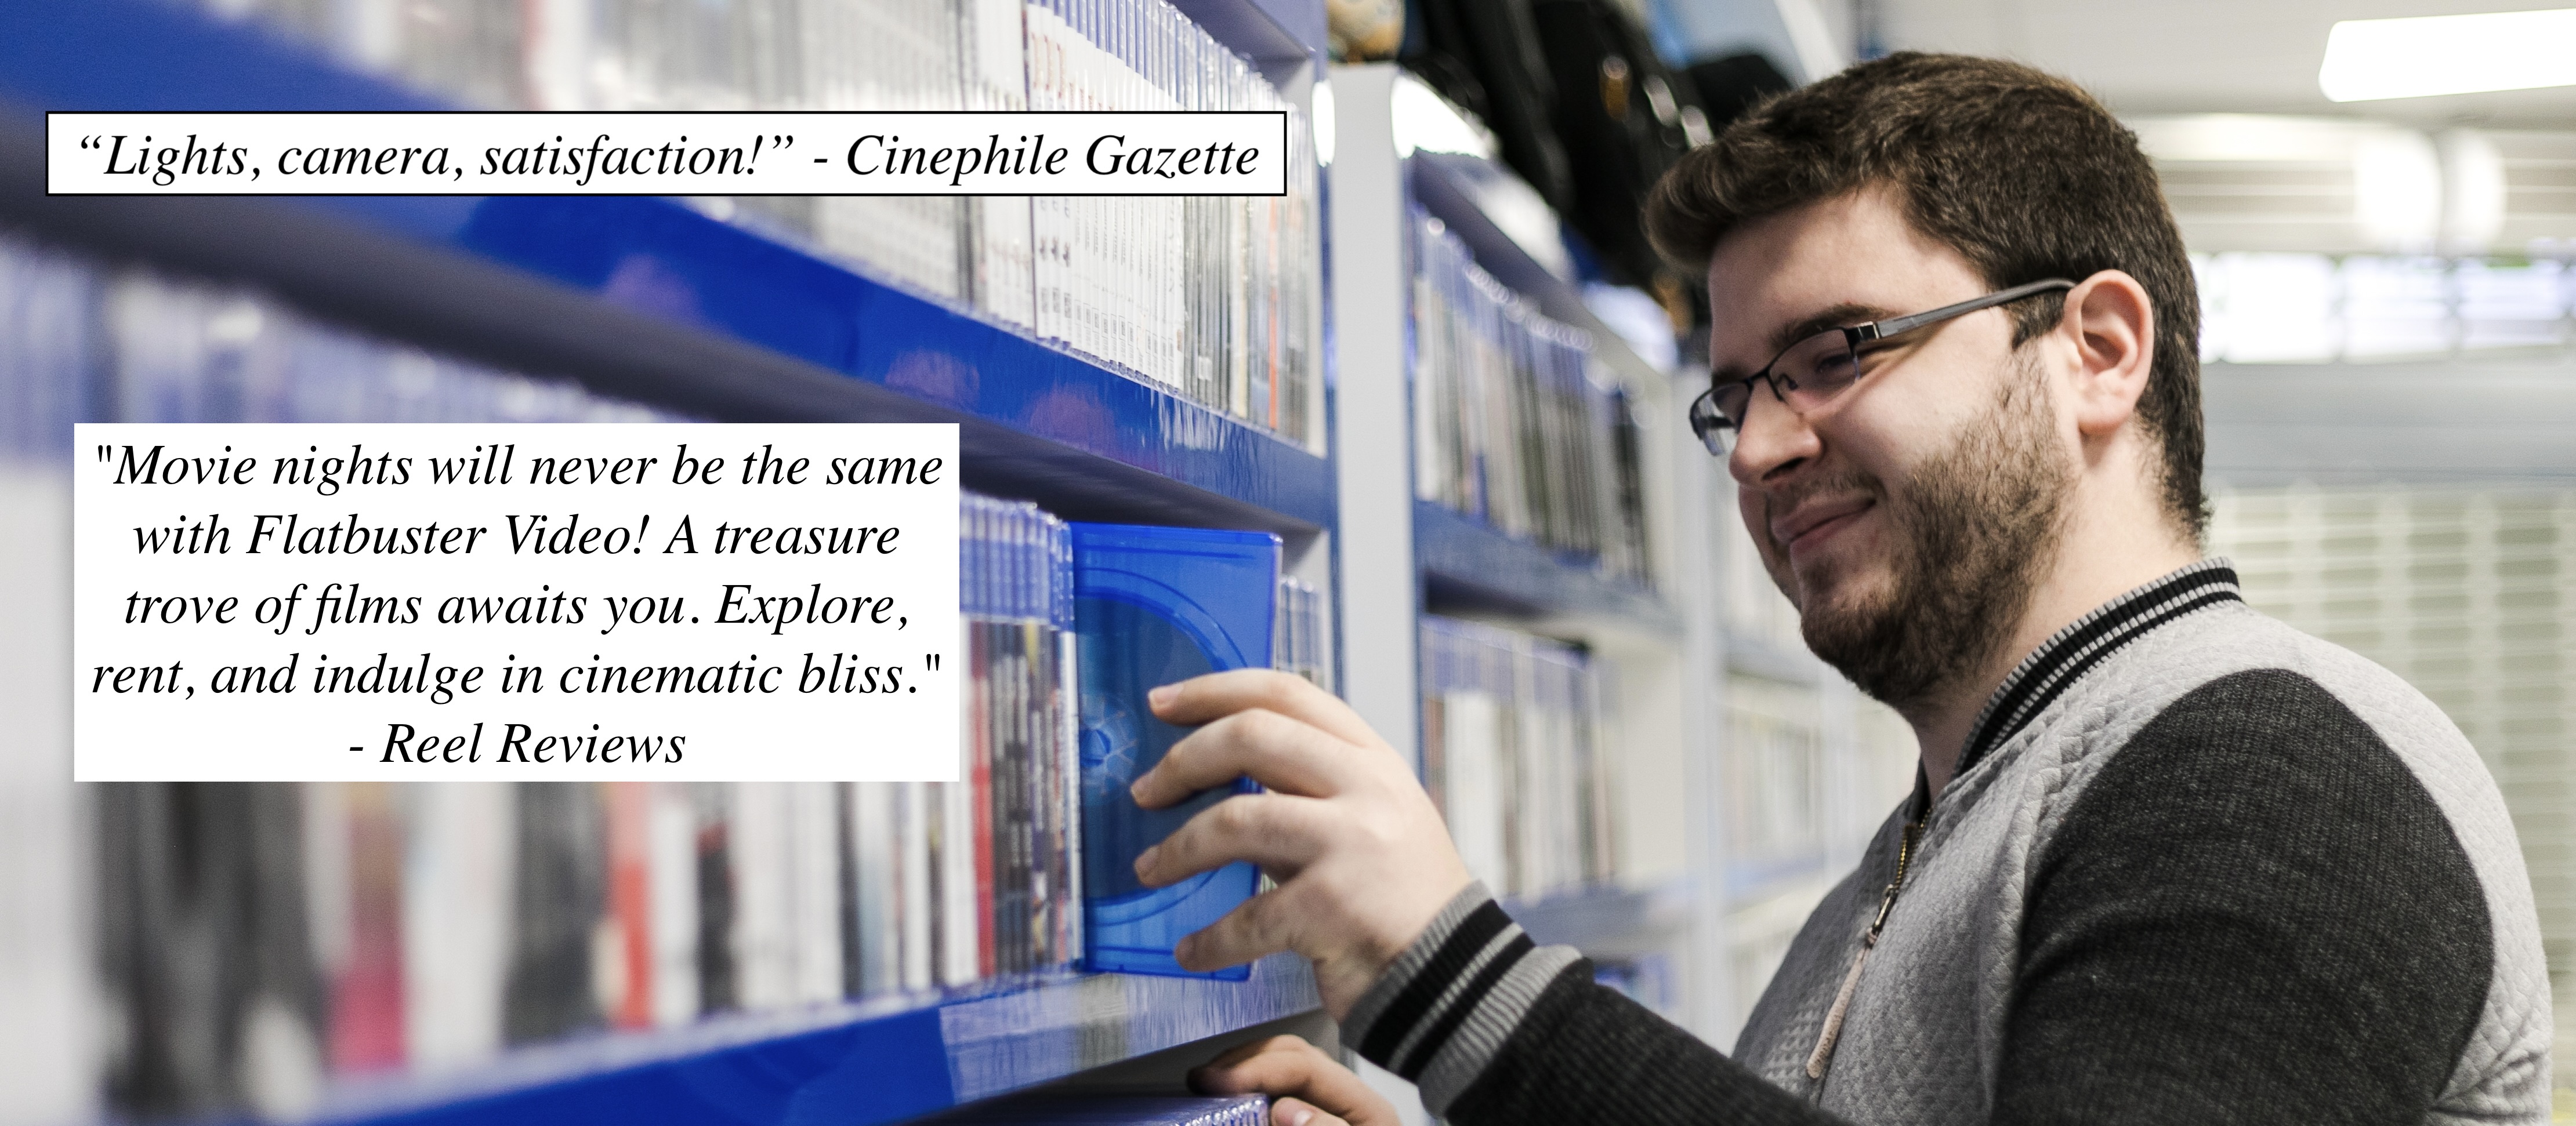 “Lights, camera, satisfaction!” - Cinephile Gazette
"Movie nights will never be the same
with Flatbuster Video! A treasure
trove of films awaits you. Explore,
rent, and indulge in cinematic bliss."
- Reel Reviews